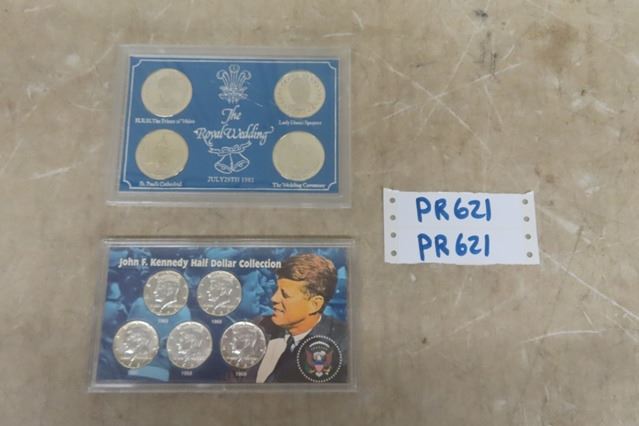 The
Royal Wedding
H.R.H. The Prince of Wales
Lady Diana Spencer
St. Paul's Cathedral
The Wedding Ceremony
JULY 29TH 1981
John F. Kennedy Half Dollar Collection
PR621
PR621